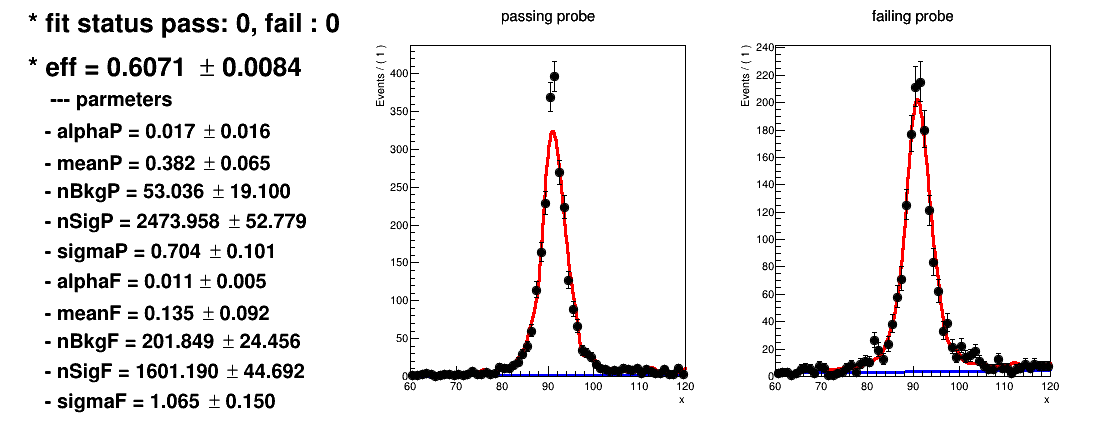 * fit status pass: 0, fail : 0
* eff = 0.6071 ± 0.0084
--- parmeters
- alphaP = 0.017 ± 0.016
- meanP = 0.382 ± 0.065
- nBkgP = 53.036 ± 19.100
- nSigP = 2473.958 ± 52.779
- sigmaP = 0.704 ± 0.101
- alphaF = 0.011 ± 0.005
- meanF = 0.135 ± 0.092
- nBkgF = 201.849 ± 24.456
- nSigF = 1601.190 ± 44.692
- sigmaF = 1.065 ± 0.150
passing probe
Events / ( 1 )
400
350
300
250
200
150
100
50
0
60 70 80 90 100 110 120
x
failing probe
Events / ( 1 )
240
220
200
180
160
140
120
100
80
60
40
20
0
60 70 80 90 100 110 120
x